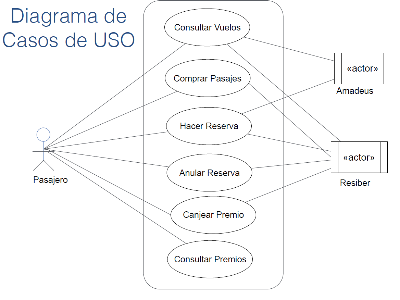 Diagrama de
Casos de USO
Consultar Vuelos
«actor»
Comprar Pasajes
Amadeus
Hacer Reserva
«actor»
Anular Reserva
Pasajero
Resiber
Canjear Premio
Consultar Premios